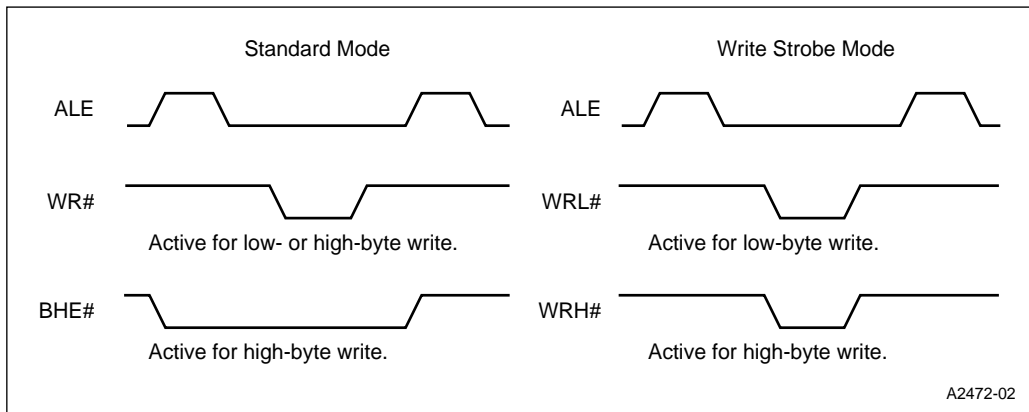 Standard Mode
Write Strobe Mode
ALE
ALE
WR#
WRL#
Active for low- or high-byte write.
Active for low-byte write.
BHE#
WRH#
Active for high-byte write.
Active for high-byte write.
A2472-02